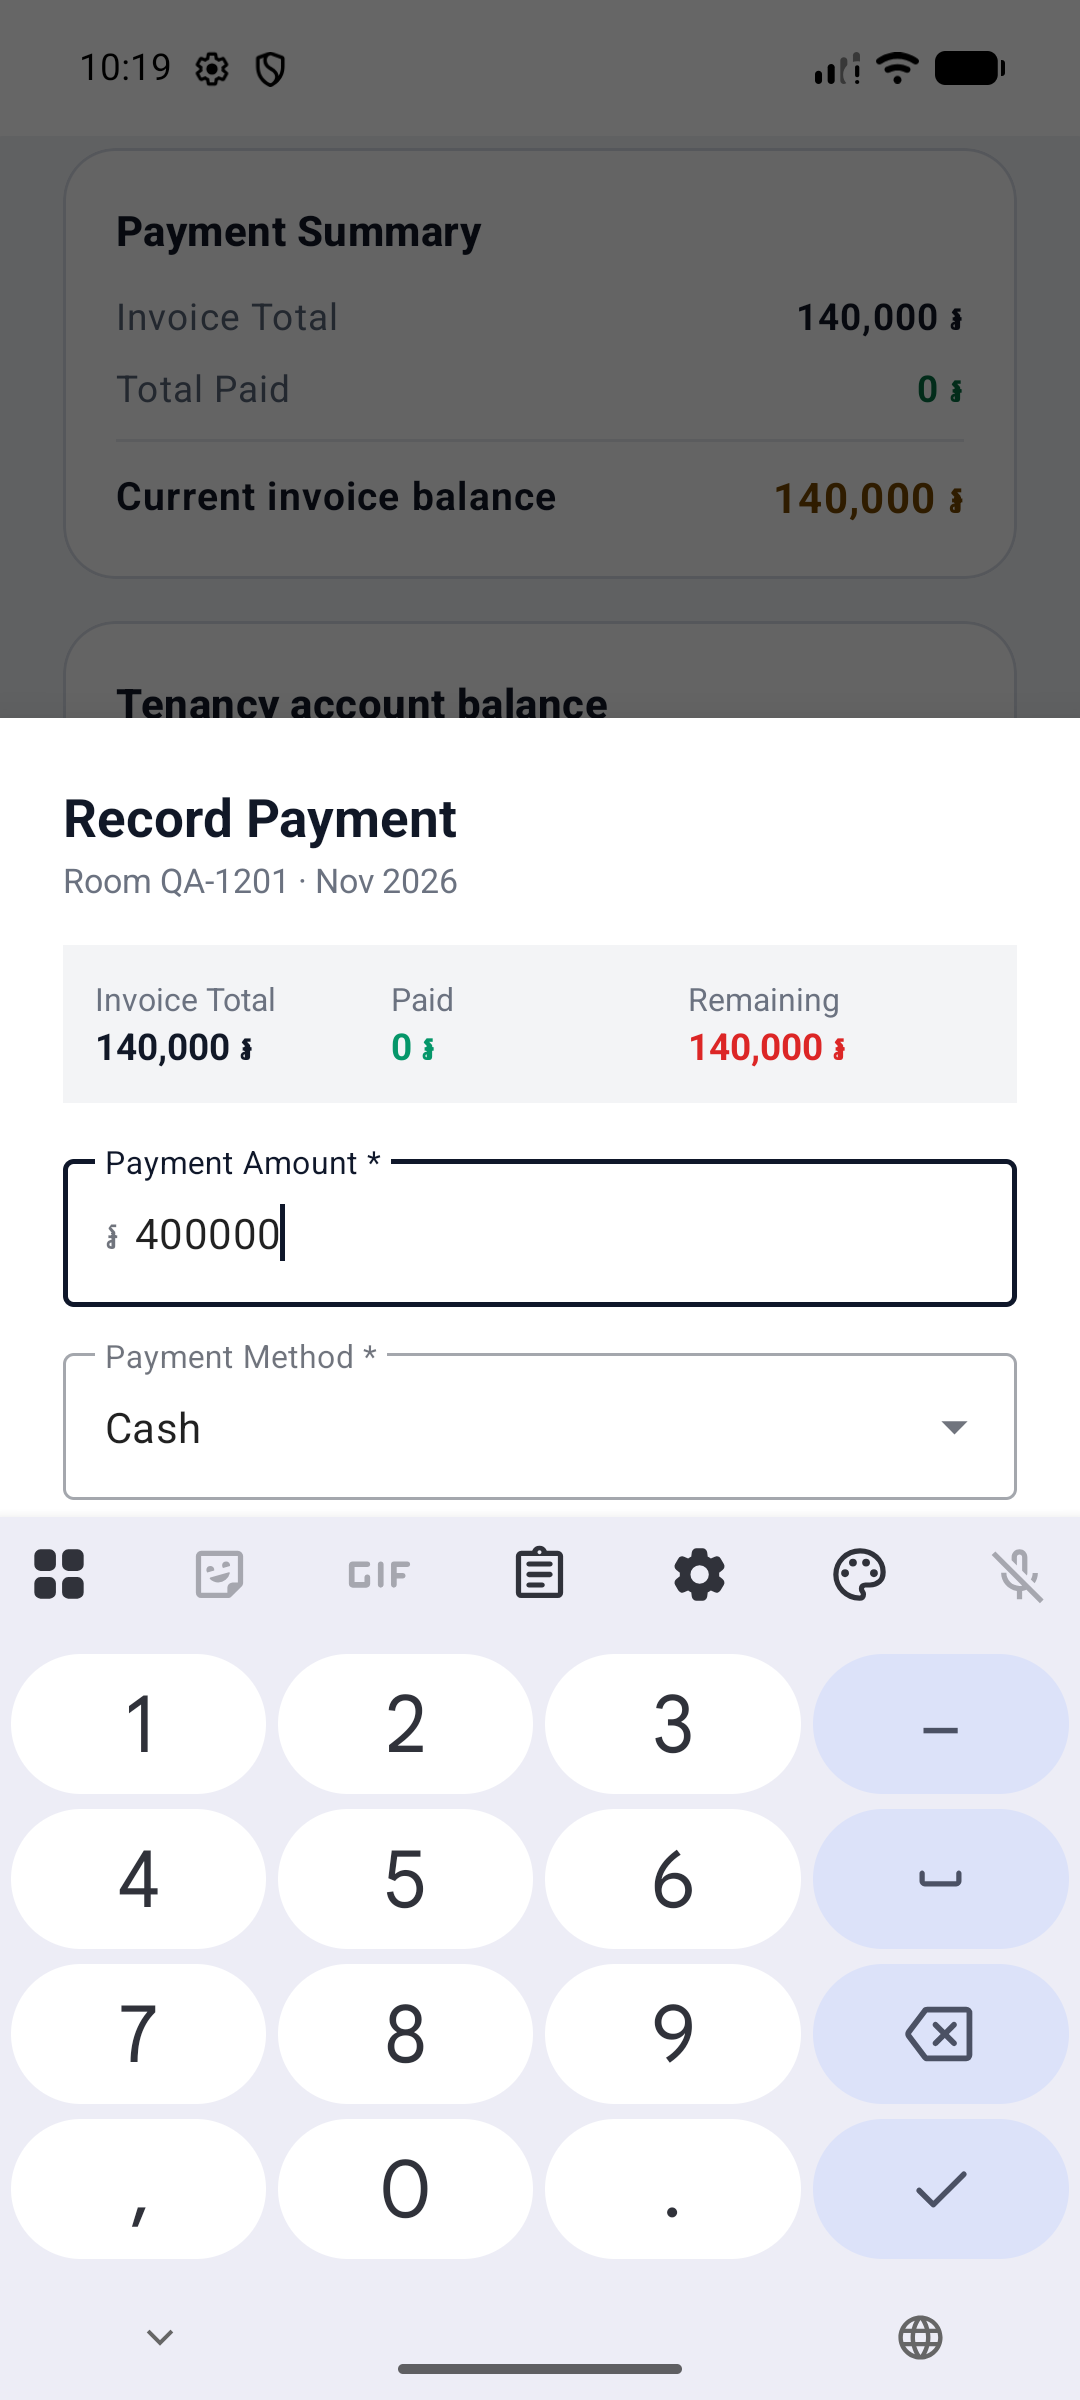 10:19
Payment Summary
Invoice Total 140,000 ៛
Total Paid 0 ៛
Current invoice balance 140,000 ៛
Tenancy account balance
Record Payment
Room QA-1201 · Nov 2026
Invoice Total Paid Remaining
140,000 ៛ 0 ៛ 140,000 ៛
Payment Amount *
៛ 400000
Payment Method *
Cash
GIF
1 2 3 –
4 5 6
7 8 9
, 0 .